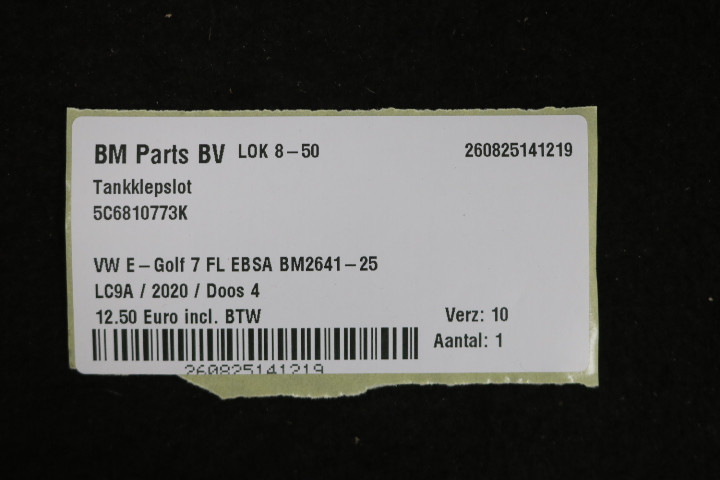 BM Parts BV LOK 8-50 260825141219
Tankklepslot
5C6810773K
VW E-Golf 7 FL EBSA BM2641-25
LC9A / 2020 / Doos 4
12.50 Euro incl. BTW Verz: 10
Aantal: 1
260825141219